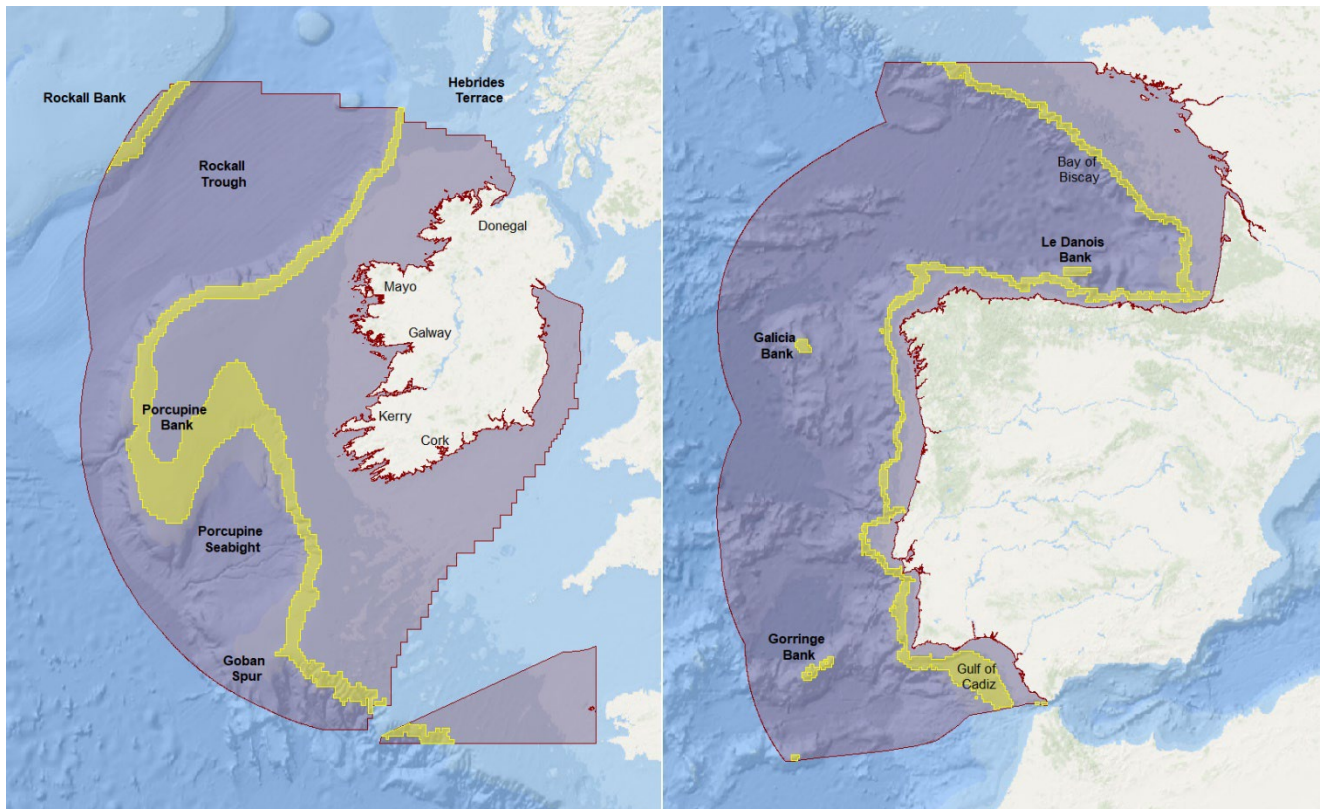 Hebrides
Terrace
Rockall Bank
Rockall
Trough
Donegal
Mayo
Galway
Porcupine
Bank
Kerry
Cork
Porcupine
Seabight
Goban
Spur
Bay of
Biscay
Le Danois
Bank
Galicia
Bank
Gorringe
Bank
Gulf of
Cadiz